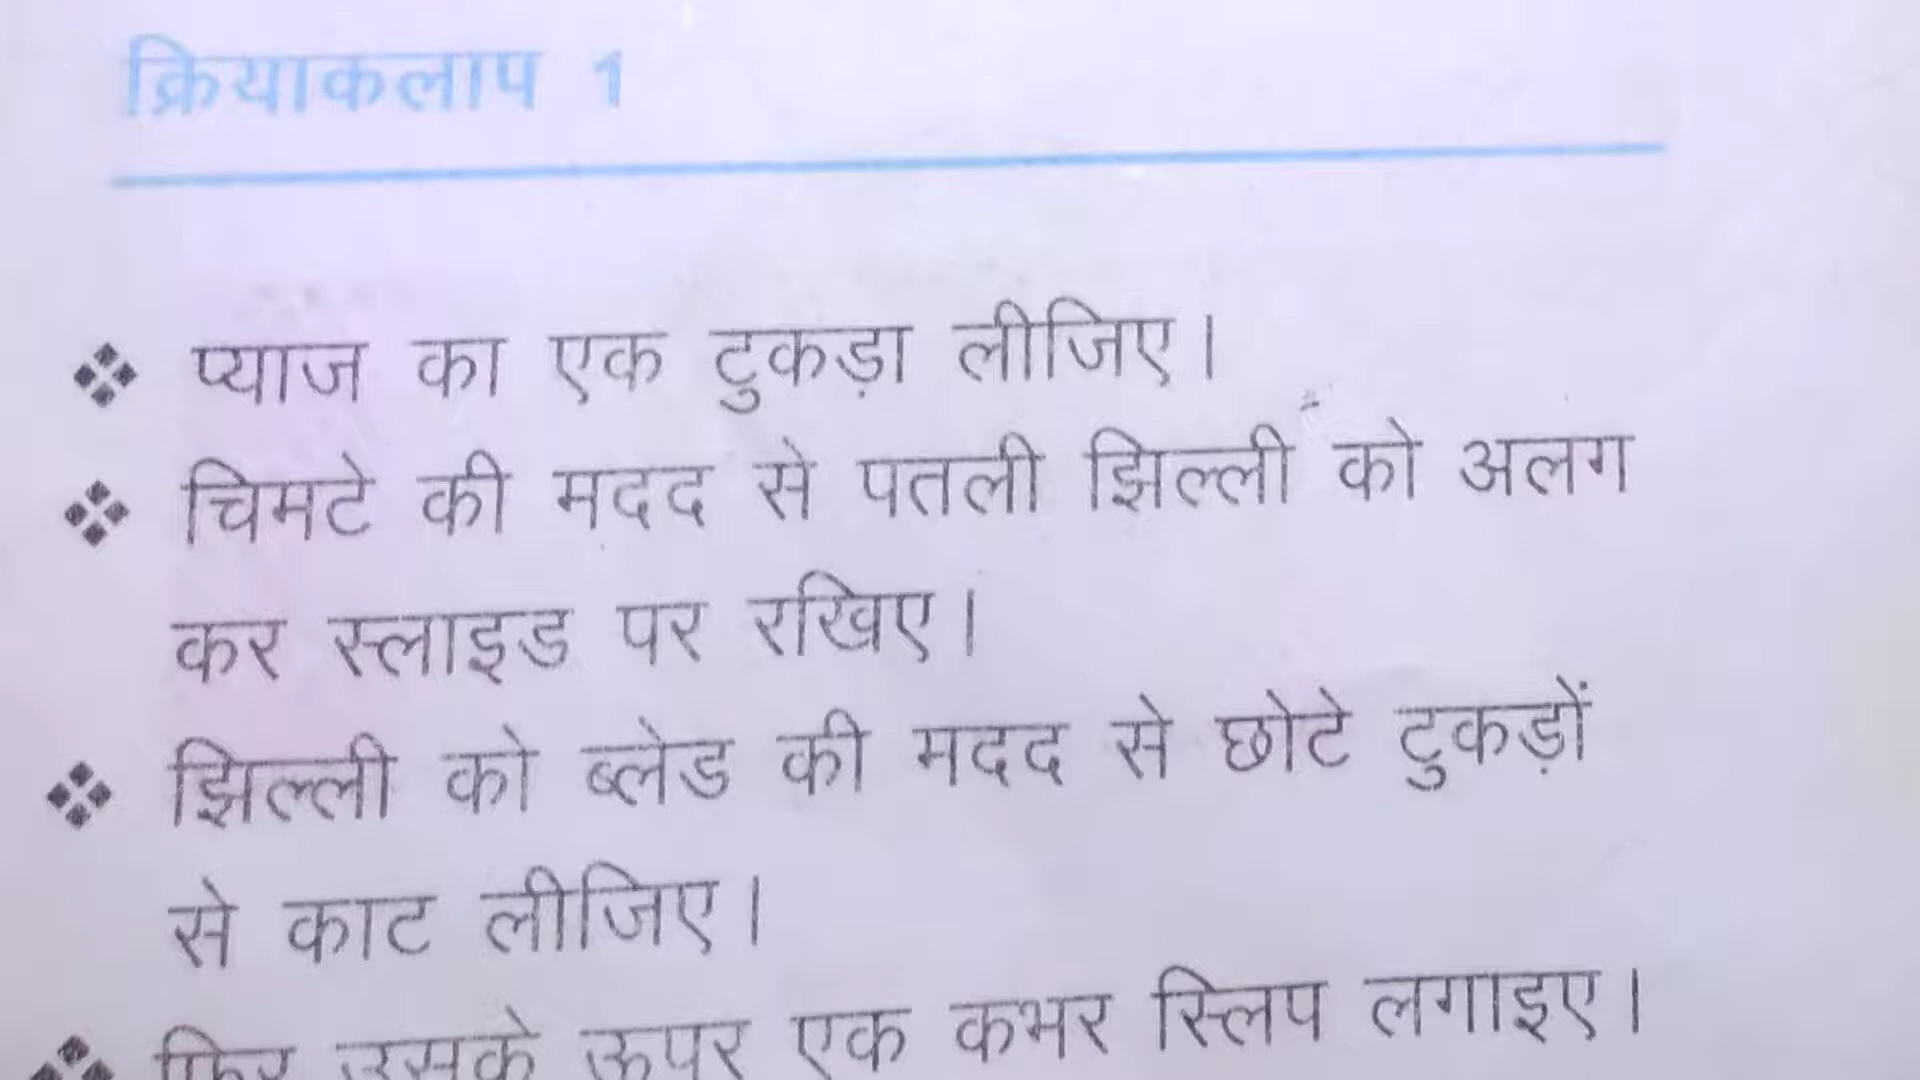 क्रियाकलाप 1
❖ प्याज का एक टुकड़ा लीजिए।
❖ चिमटे की मदद से पतली झिल्ली को अलग
कर स्लाइड पर रखिए।
❖ झिल्ली को ब्लेड की मदद से छोटे टुकड़ों
से काट लीजिए।
❖ फिर उसके ऊपर एक कभर स्लिप लगाइए।